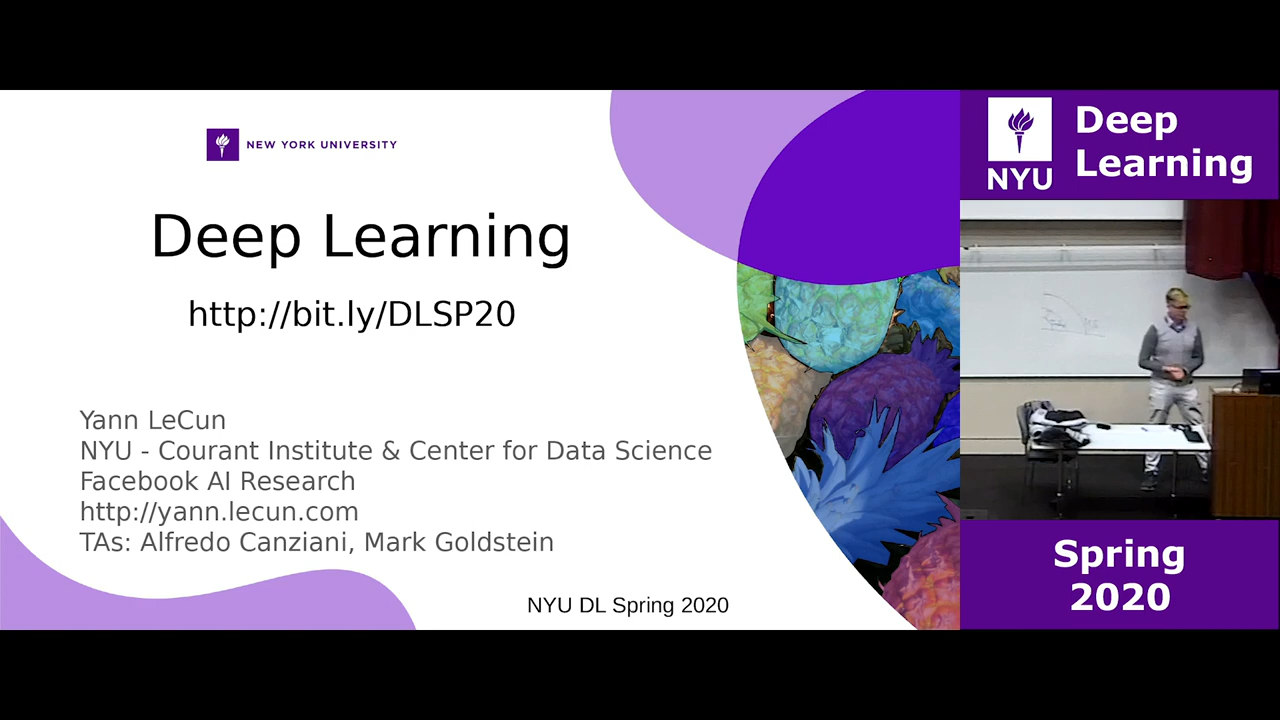 NEW YORK UNIVERSITY
Deep Learning
http://bit.ly/DLSP20
Yann LeCun
NYU - Courant Institute & Center for Data Science
Facebook AI Research
http://yann.lecun.com
TAs: Alfredo Canziani, Mark Goldstein
NYU DL Spring 2020
NYU
Deep
Learning
Spring
2020